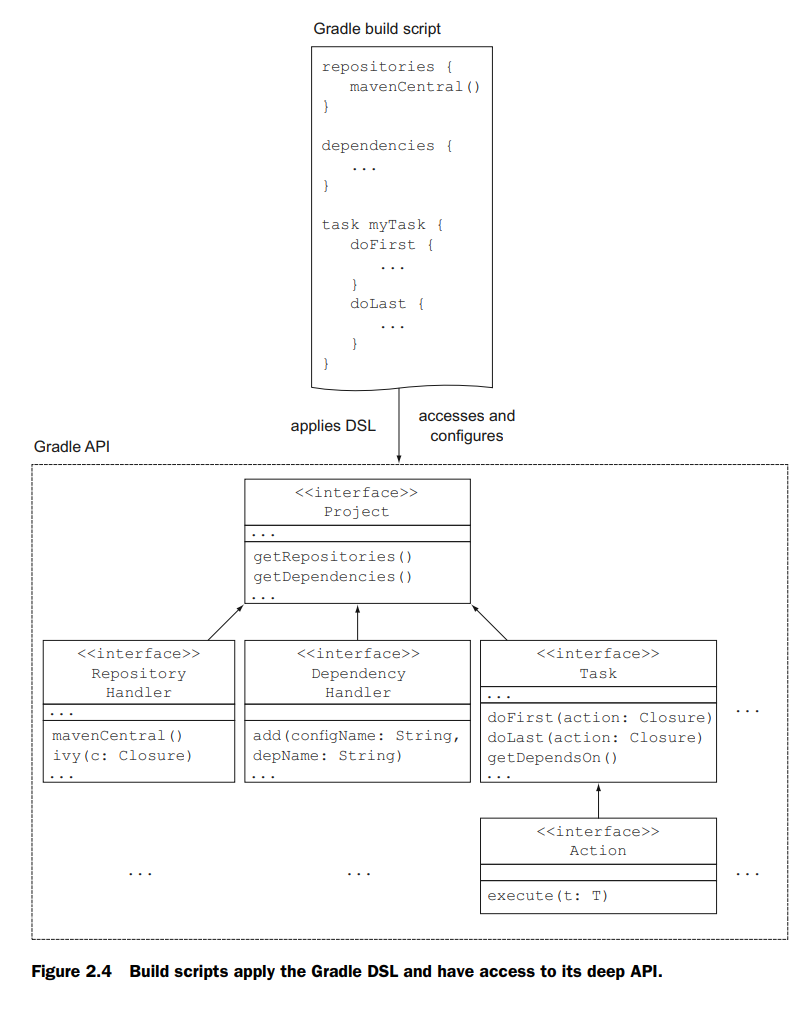 Gradle build script
repositories {
mavenCentral()
}
dependencies {
...
}
task myTask {
doFirst {
...
}
doLast {
...
}
}
applies DSL
accesses and
configures
Gradle API
<<interface>>
Project
...
getRepositories()
getDependencies()
...
<<interface>>
Repository
Handler
...
mavenCentral()
ivy(c: Closure)
...
<<interface>>
Dependency
Handler
add(configName: String,
depName: String)
...
<<interface>>
Task
...
doFirst(action: Closure)
doLast(action: Closure)
getDependsOn()
...
...
<<interface>>
Action
execute(t: T)
...
...
...
Figure 2.4 Build scripts apply the Gradle DSL and have access to its deep API.